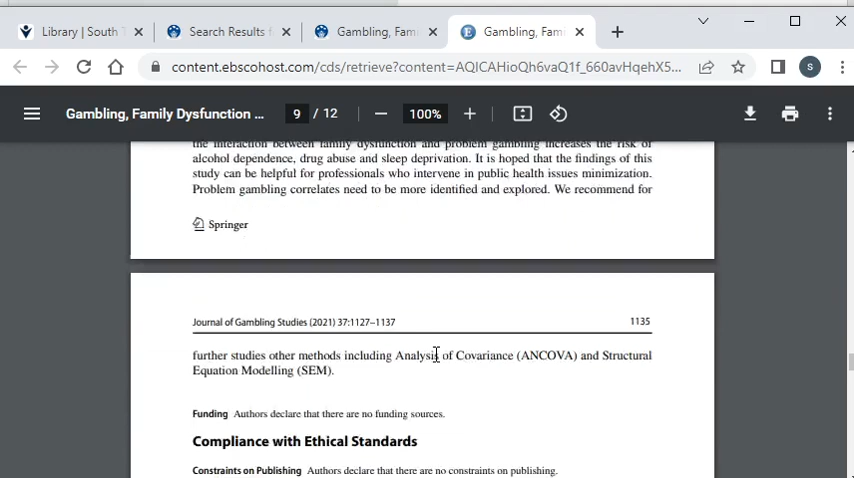 Library | South T
Search Results f
Gambling, Fami
Gambling, Fami
content.ebscohost.com/cds/retrieve?content=AQICAHioQh6vaQ1f_660avHqehX5...
S
Gambling, Family Dysfunction ...
9 / 12
100%
the interaction between family dysfunction and problem gambling increases the risk of
alcohol dependence, drug abuse and sleep deprivation. It is hoped that the findings of this
study can be helpful for professionals who intervene in public health issues minimization.
Problem gambling correlates need to be more identified and explored. We recommend for
Springer
Journal of Gambling Studies (2021) 37:1127–1137
1135
further studies other methods including Analysis of Covariance (ANCOVA) and Structural
Equation Modelling (SEM).
Funding Authors declare that there are no funding sources.
Compliance with Ethical Standards
Constraints on Publishing Authors declare that there are no constraints on publishing.